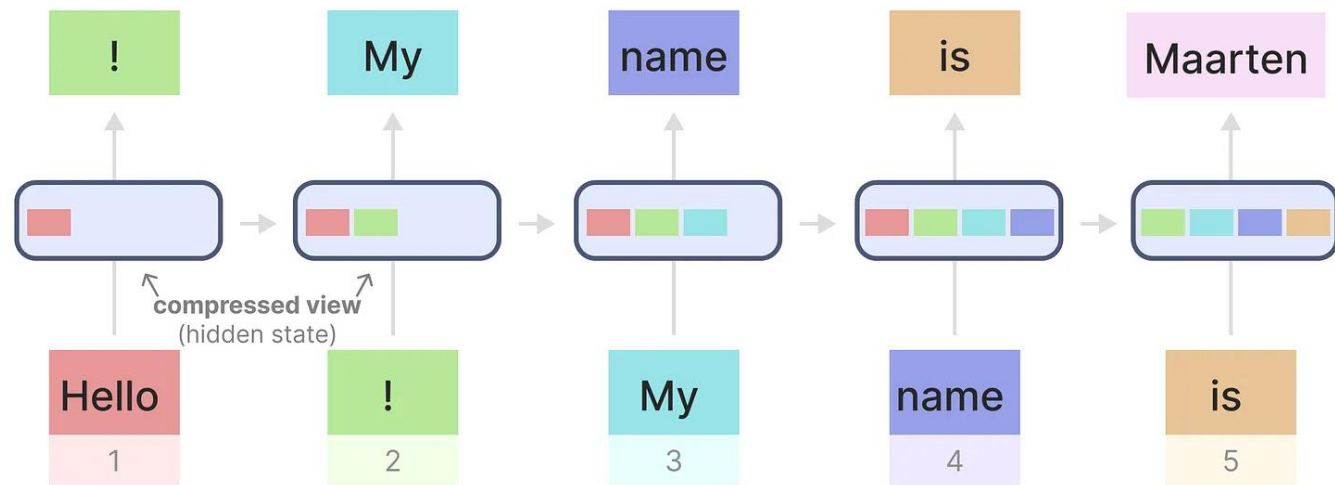 ! My name is Maarten
compressed view
(hidden state)
Hello ! My name is
1 2 3 4 5